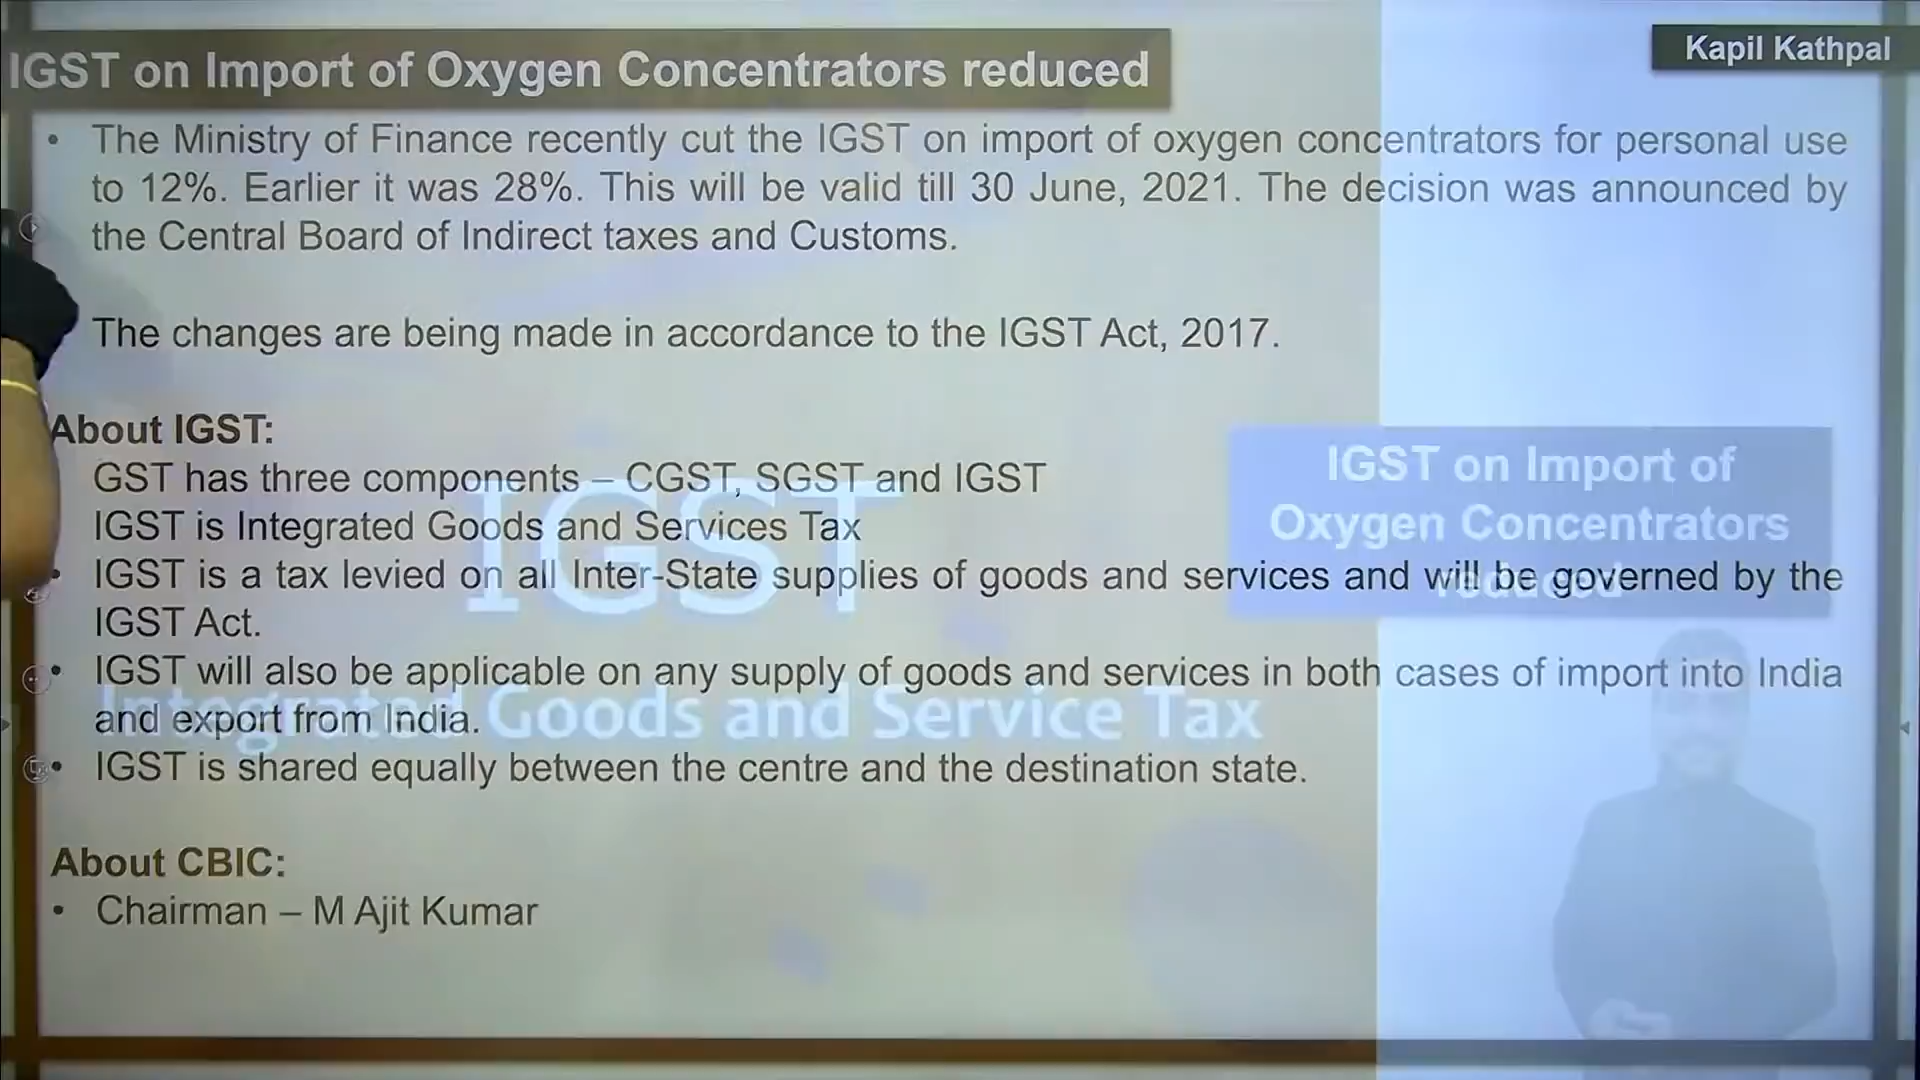 IGST on Import of Oxygen Concentrators reduced
Kapil Kathpal
• The Ministry of Finance recently cut the IGST on import of oxygen concentrators for personal use
to 12%. Earlier it was 28%. This will be valid till 30 June, 2021. The decision was announced by
the Central Board of Indirect taxes and Customs.
The changes are being made in accordance to the IGST Act, 2017.
About IGST:
GST has three components – CGST, SGST and IGST
IGST is Integrated Goods and Services Tax
• IGST is a tax levied on all Inter-State supplies of goods and services and will be governed by the
IGST Act.
• IGST will also be applicable on any supply of goods and services in both cases of import into India
and export from India.
• IGST is shared equally between the centre and the destination state.
About CBIC:
• Chairman – M Ajit Kumar
IGST
Integrated Goods and Service Tax
IGST on Import of
Oxygen Concentrators
reduced